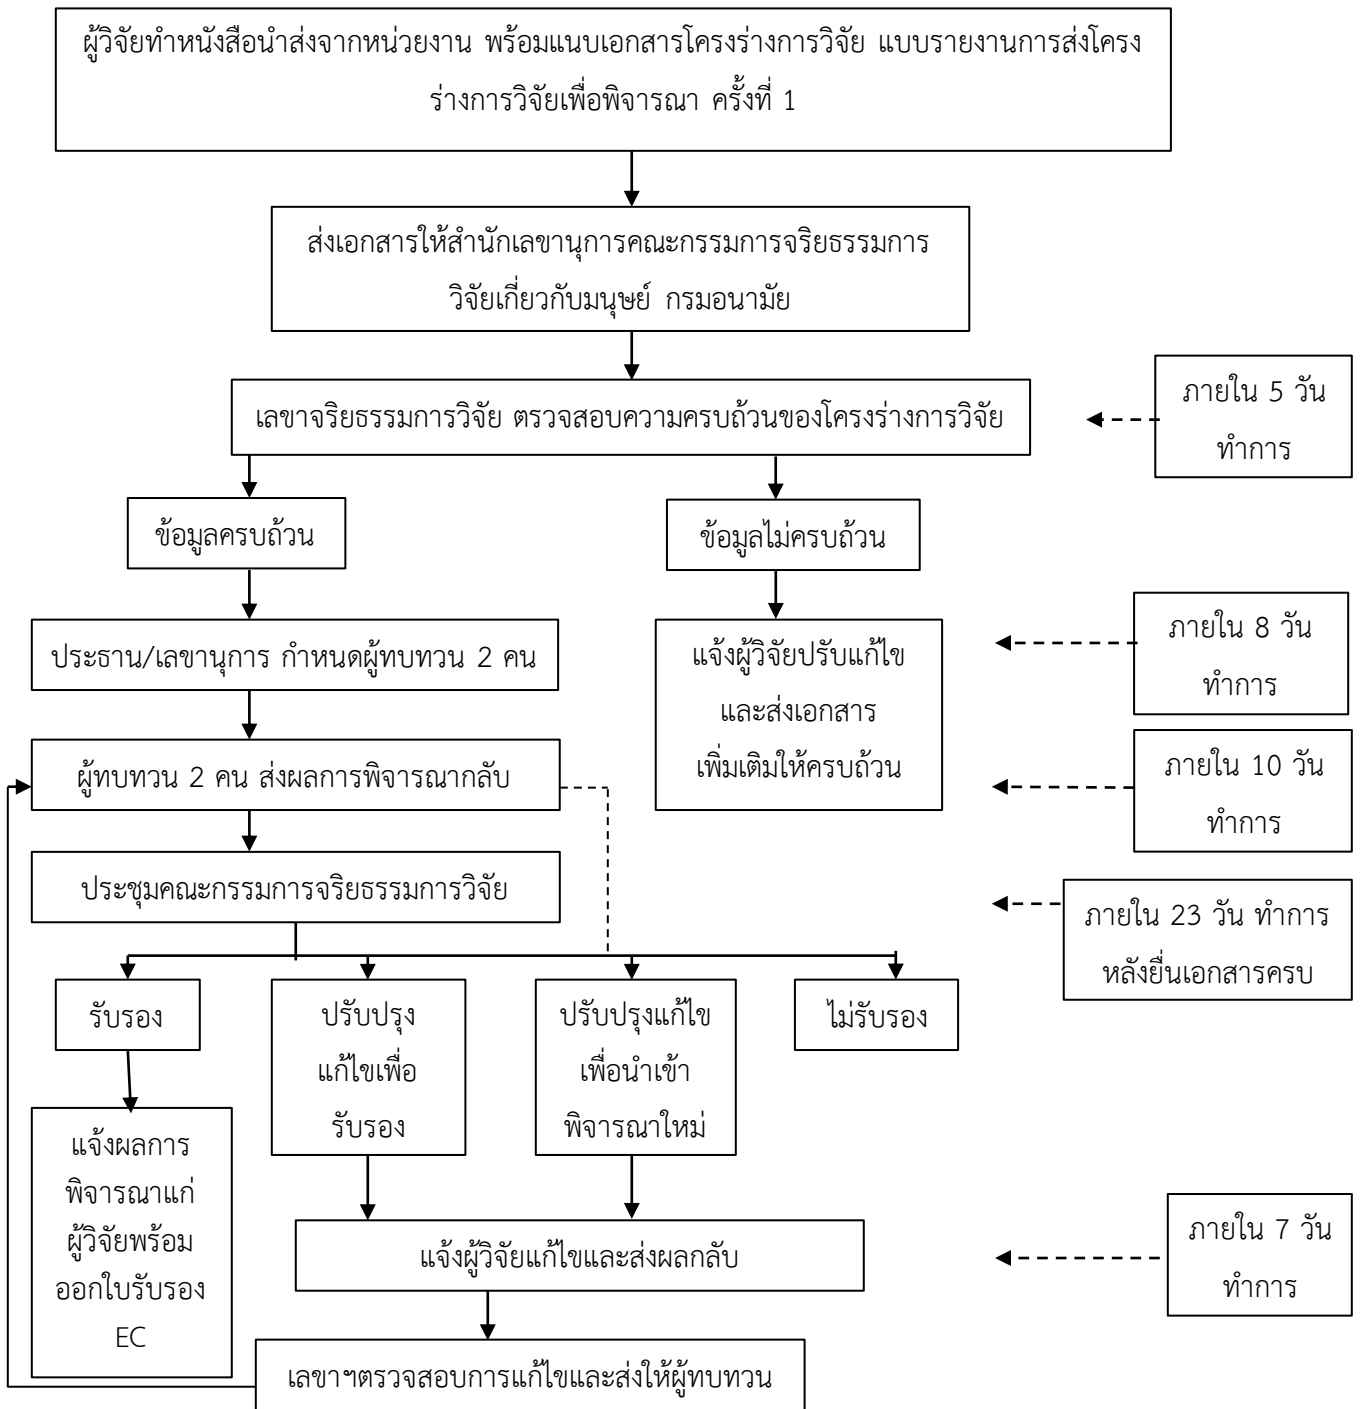 ผู้วิจัยทำหนังสือนำส่งจากหน่วยงาน พร้อมแนบเอกสารโครงร่างการวิจัย แบบรายงานการส่งโครง
ร่างการวิจัยเพื่อพิจารณา ครั้งที่ 1
ส่งเอกสารให้สำนักเลขานุการคณะกรรมการจริยธรรมการ
วิจัยเกี่ยวกับมนุษย์ กรมอนามัย
เลขาจริยธรรมการวิจัย ตรวจสอบความครบถ้วนของโครงร่างการวิจัย
ภายใน 5 วัน
ทำการ
ข้อมูลครบถ้วน
ข้อมูลไม่ครบถ้วน
ประธาน/เลขานุการ กำหนดผู้ทบทวน 2 คน
แจ้งผู้วิจัยปรับแก้ไข
และส่งเอกสาร
เพิ่มเติมให้ครบถ้วน
ภายใน 8 วัน
ทำการ
ผู้ทบทวน 2 คน ส่งผลการพิจารณากลับ
ภายใน 10 วัน
ทำการ
ประชุมคณะกรรมการจริยธรรมการวิจัย
ภายใน 23 วัน ทำการ
หลังยื่นเอกสารครบ
รับรอง
ปรับปรุง
แก้ไขเพื่อ
รับรอง
ปรับปรุงแก้ไข
เพื่อนำเข้า
พิจารณาใหม่
ไม่รับรอง
แจ้งผลการ
พิจารณาแก่
ผู้วิจัยพร้อม
ออกใบรับรอง
EC
แจ้งผู้วิจัยแก้ไขและส่งผลกลับ
ภายใน 7 วัน
ทำการ
เลขาฯตรวจสอบการแก้ไขและส่งให้ผู้ทบทวน